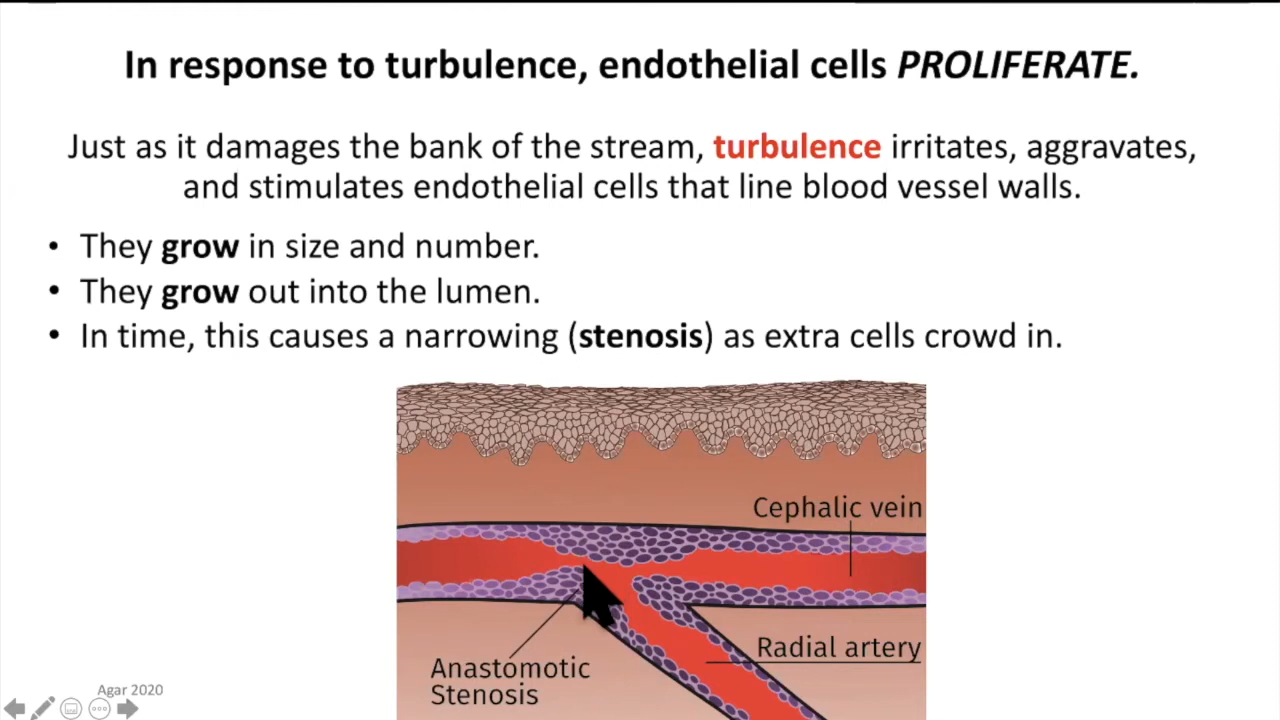 In response to turbulence, endothelial cells PROLIFERATE.
Just as it damages the bank of the stream, turbulence irritates, aggravates,
and stimulates endothelial cells that line blood vessel walls.
• They grow in size and number.
• They grow out into the lumen.
• In time, this causes a narrowing (stenosis) as extra cells crowd in.
Cephalic vein
Radial artery
Anastomotic
Stenosis
Agar 2020